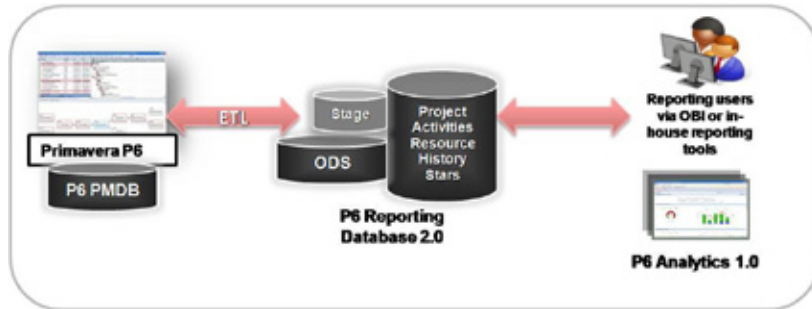 Primavera P6
P6 PMDB
ETL
Stage
ODS
Project
Activities
Resource
History
Stars
P6 Reporting
Database 2.0
Reporting users
via OBI or in-
house reporting
tools
P6 Analytics 1.0